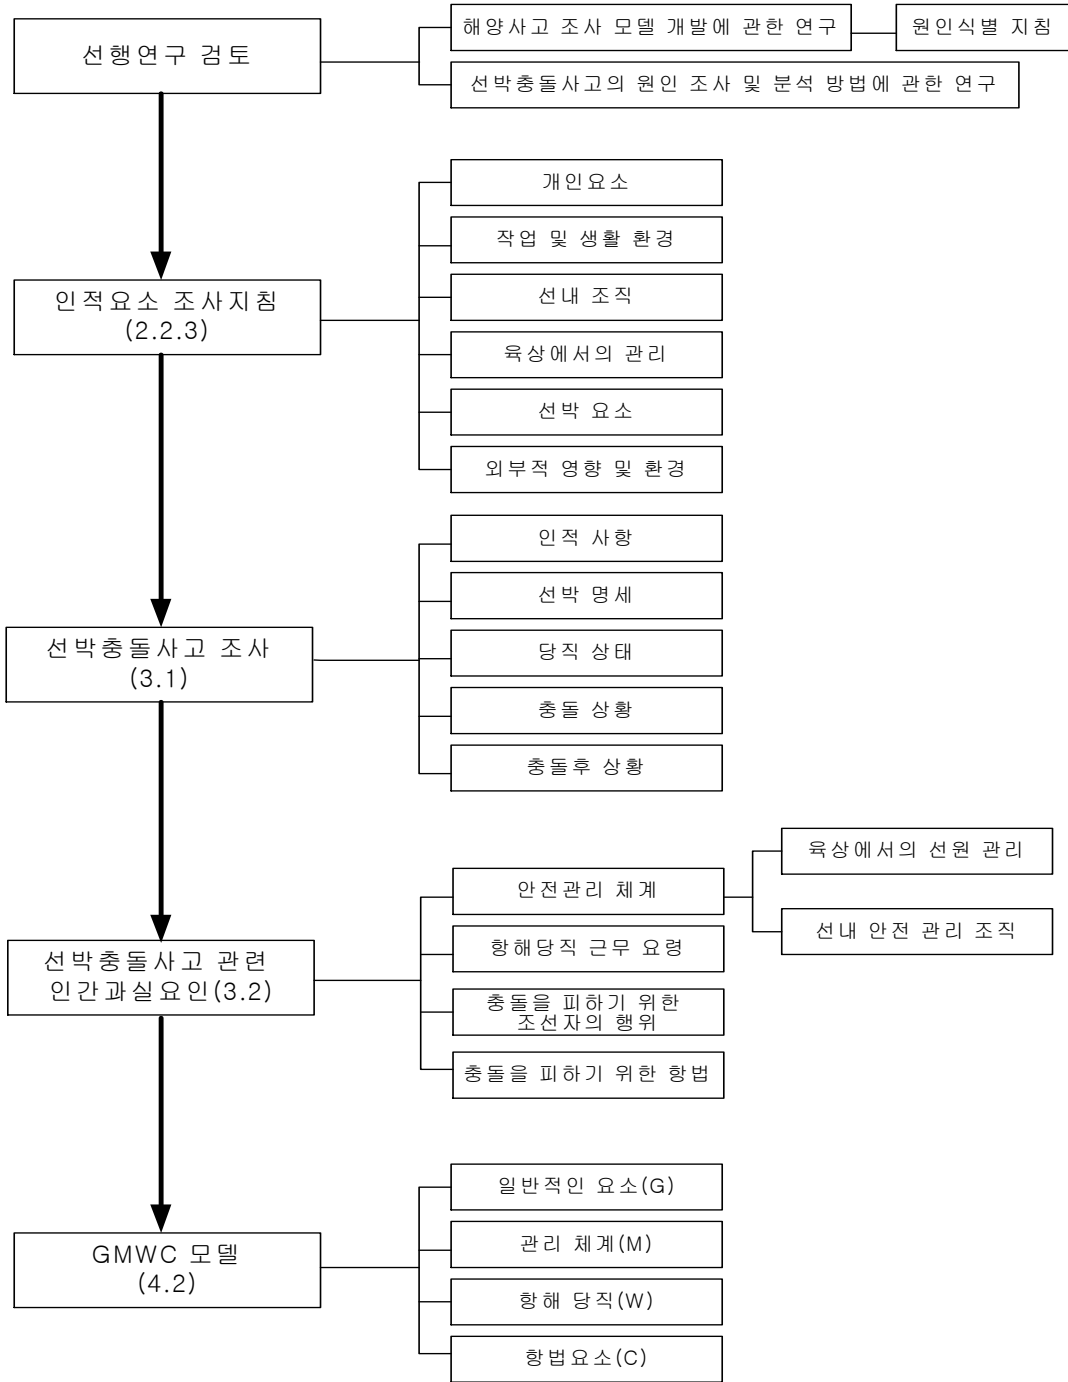 선행연구 검토
해양사고 조사 모델 개발에 관한 연구
원인식별 지침
선박충돌사고의 원인 조사 및 분석 방법에 관한 연구
인적요소 조사지침
(2.2.3)
개인요소
작업 및 생활 환경
선내 조직
육상에서의 관리
선박 요소
외부적 영향 및 환경
선박충돌사고 조사
(3.1)
인적 사항
선박 명세
당직 상태
충돌 상황
충돌후 상황
선박충돌사고 관련
인간과실요인(3.2)
안전관리 체계
육상에서의 선원 관리
선내 안전 관리 조직
항해당직 근무 요령
충돌을 피하기 위한
조선자의 행위
충돌을 피하기 위한 항법
GMWC 모델
(4.2)
일반적인 요소(G)
관리 체계(M)
항해 당직(W)
항법요소(C)